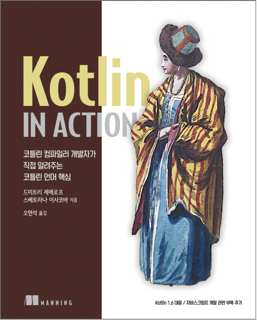 Kotlin
IN ACTION
코틀린 컴파일러 개발자가
직접 알려주는
코틀린 언어 핵심
드미트리 제메로프
스베트라나 이사코바 지음
오현석 옮김
MANNING
Kotlin 1.6 대응 / 자바스크립트 개발 관련 부록 추가